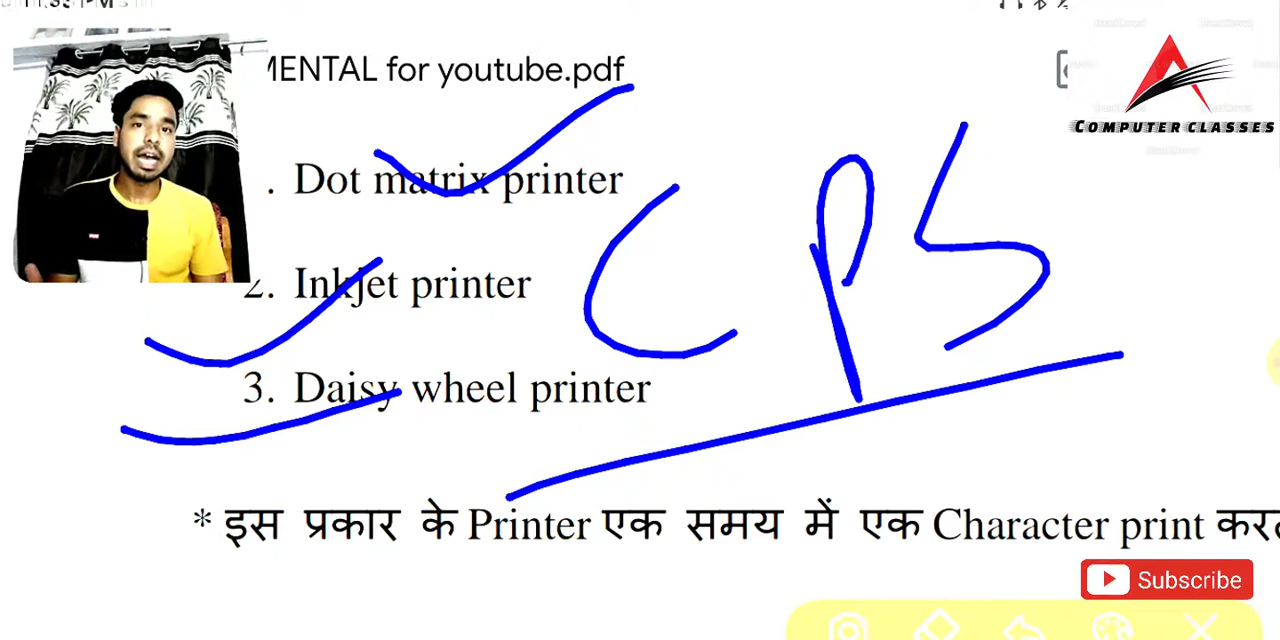 MENTAL for youtube.pdf
COMPUTER CLASSES
. Dot matrix printer
2. Inkjet printer
CPS
3. Daisy wheel printer
* इस प्रकार के Printer एक समय में एक Character print
Subscribe